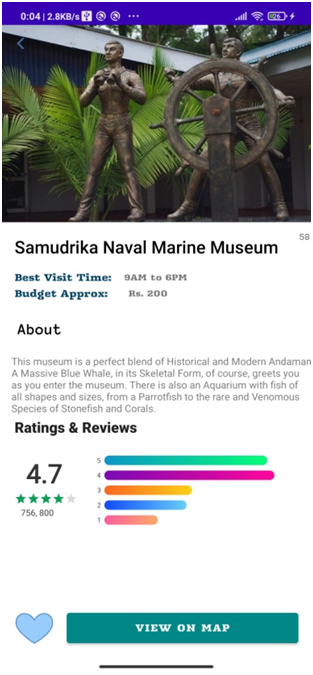 0:04 | 2.8KB/s
58
Samudrika Naval Marine Museum
Best Visit Time: 9AM to 6PM
Budget Approx: Rs. 200
About
This museum is a perfect blend of Historical and Modern Andaman
A Massive Blue Whale, in its Skeletal Form, of course, greets you
as you enter the museum. There is also an Aquarium with fish of
all shapes and sizes, from a Parrotfish to the rare and Venomous
Species of Stonefish and Corals.
Ratings & Reviews
4.7
756, 800
5
4
3
2
1
VIEW ON MAP